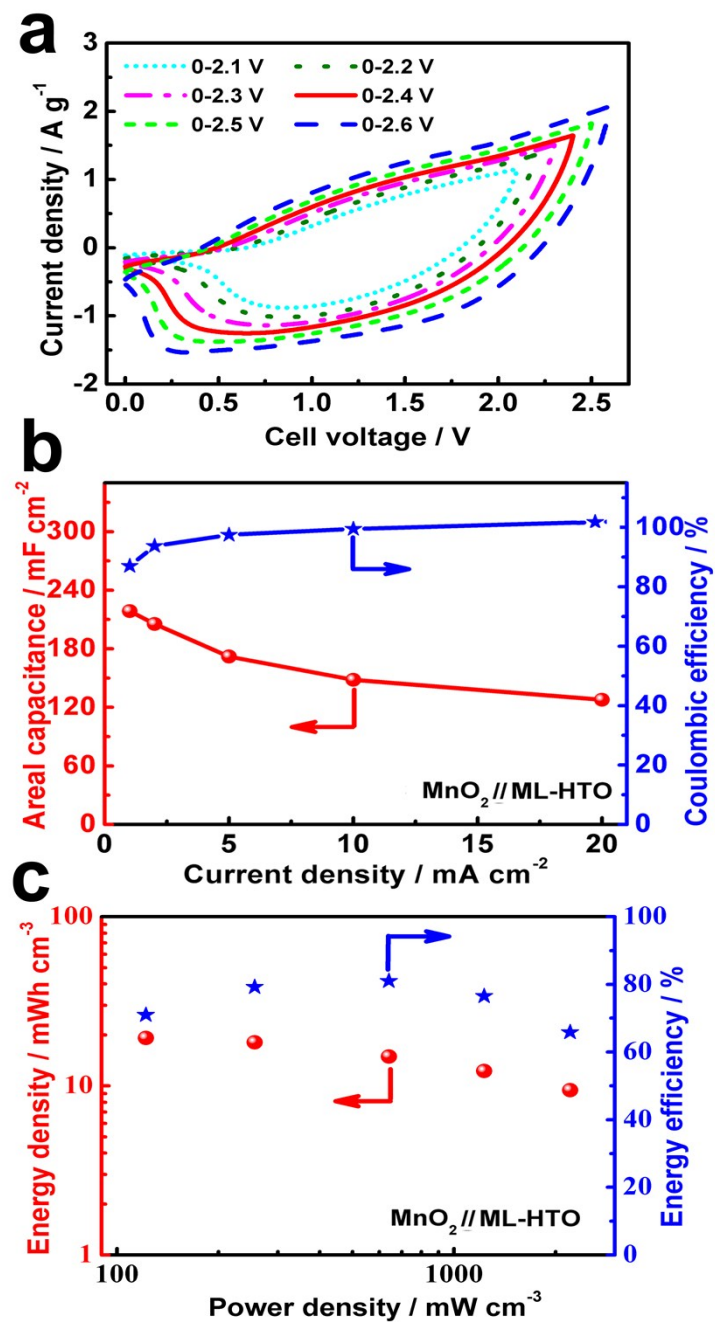 a
Current density / A g⁻¹
3
2
1
0
-1
-2
0-2.1 V
0-2.2 V
0-2.3 V
0-2.4 V
0-2.5 V
0-2.6 V
0.0 0.5 1.0 1.5 2.0 2.5
Cell voltage / V
b
Areal capacitance / mF cm⁻²
300
240
180
120
60
0
100
80
60
40
20
0
Coulombic efficiency / %
MnO₂//ML-HTO
0 5 10 15 20
Current density / mA cm⁻²
c
Energy density / mWh cm⁻³
100
10
1
100
80
60
40
20
0
Energy efficiency / %
MnO₂//ML-HTO
100 1000
Power density / mW cm⁻³